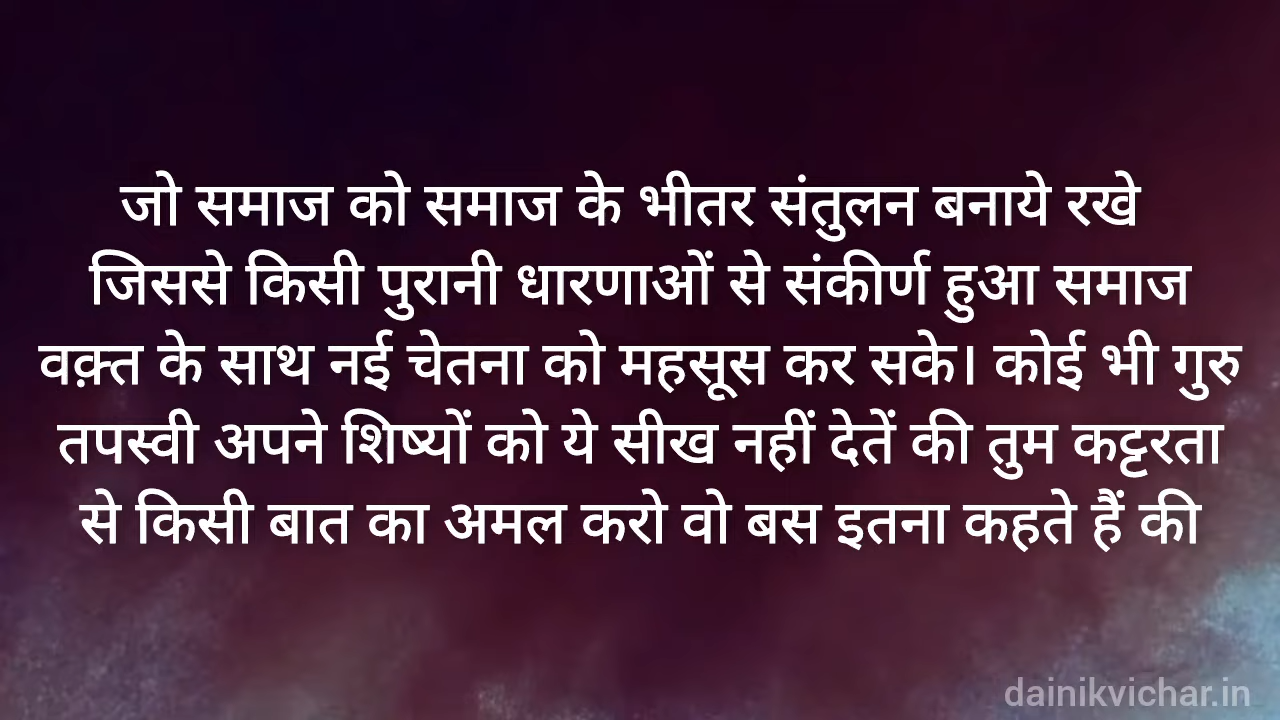 जो समाज को समाज के भीतर संतुलन बनाये रखे
जिससे किसी पुरानी धारणाओं से संकीर्ण हुआ समाज
वक़्त के साथ नई चेतना को महसूस कर सके। कोई भी गुरु
तपस्वी अपने शिष्यों को ये सीख नहीं देतें की तुम कट्टरता
से किसी बात का अमल करो वो बस इतना कहते हैं की
dainikvichar.in